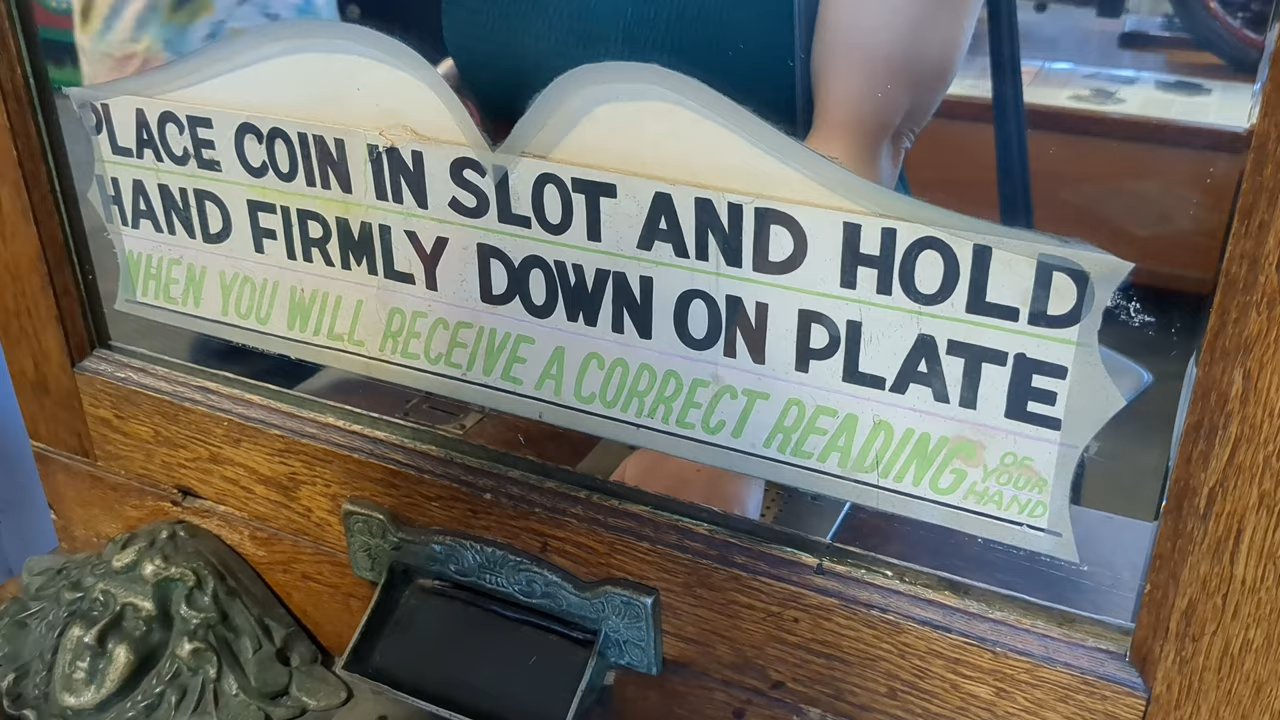 PLACE COIN IN SLOT AND HOLD
HAND FIRMLY DOWN ON PLATE
WHEN YOU WILL RECEIVE A CORRECT READING OF YOUR HAND